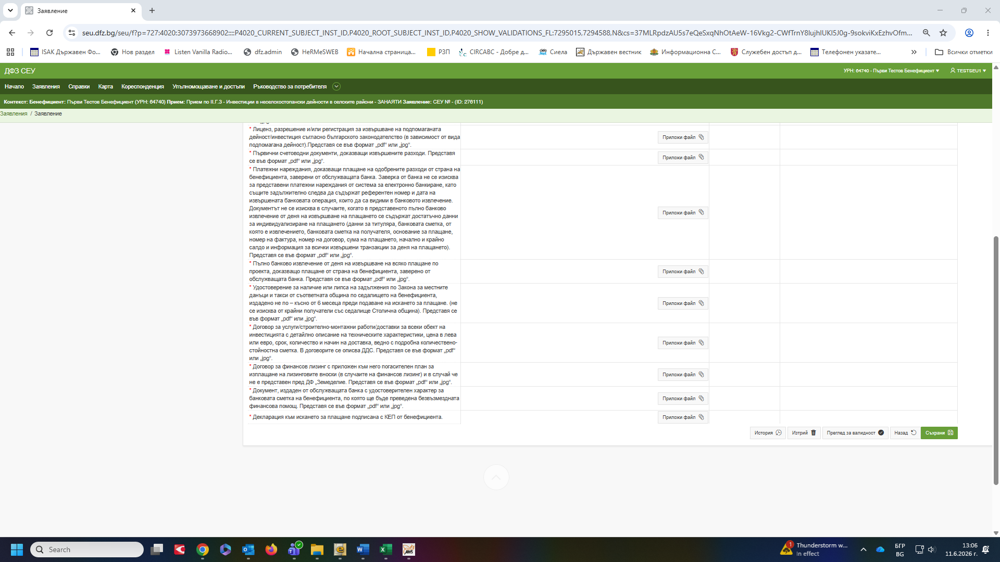 Заявление
seu.dfz.bg/seu/f?p=727:4020:3073973668902::::P4020_CURRENT_SUBJECT_INST_ID,P4020_ROOT_SUBJECT_INST_ID,P4020_SHOW_VALIDATIONS_FL:7295015,7294588,N&cs=37MLRpdzAU5s7eQeSxqNhOtAeW-16Vkg2-CWfTrnY8lujhlUKI5J0g-9sokviKxEzhvOfm...
ISAK Държавен Фо... Нов раздел Listen Vanilla Radio... dfz.admin HeRMeSWEB Начална страница... РЗП CIRCABC - Добре д... Сиела Държавен вестник Информационна С... Служебен достъп д... Телефонен указате... » Всички отметки
ДФЗ СЕУ УРН: 64740 - Първи Тестов Бенефициент TESTSEU1
Начало Заявления Справки Карта Кореспонденция Упълномощаване и достъпи Ръководство за потребителя
Контекст: Бенефициент: Първи Тестов Бенефициент (УРН: 64740) Прием: Прием по II.Г.3 - Инвестиции в неселскостопански дейности в селските райони - ЗАНАЯТИ Заявление: СЕУ № - (ID: 276111)
Заявления / Заявление
* Лиценз, разрешение и/или регистрация за извършване на подпомаганата
дейност/инвестиция съгласно българското законодателство (в зависимост от вида
подпомагана дейност).Представя се във формат „pdf“ или „jpg“.
Приложи файл
* Първични счетоводни документи, доказващи извършените разходи. Представя
се във формат „pdf“ или „jpg“.
Приложи файл
* Платежни нареждания, доказващи плащане на одобрените разходи от страна на
бенефициента, заверени от обслужващата банка. Заверка от банка не се изисква
за представени платежни нареждания от система за електронно банкиране, като
същите задължително следва да съдържат референтен номер и дата на
извършената банковата операция, които да са видими в банковото извлечение.
Документът не се изисква в случаите, когато в представеното пълно банково
извлечение от деня на извършване на плащането се съдържат достатъчно данни
за индивидуализиране на плащането (данни за титуляра, банковата сметка, от
която е извлечението, банковата сметка на получателя, основание за плащане,
номер на фактура, номер на договор, сума на плащането, начално и крайно
салдо и информация за всички извършени транзакции за деня на плащането).
Представя се във формат „pdf“ или „jpg“.
Приложи файл
* Пълно банково извлечение от деня на извършване на всяко плащане по
проекта, доказващо плащане от страна на бенефициента, заверено от
обслужващата банка. Представя се във формат „pdf“ или „jpg“.
Приложи файл
* Удостоверение за наличие или липса на задължения по Закона за местните
данъци и такси от съответната община по седалището на бенефициента,
издадено не по – късно от 6 месеца преди подаване на искането за плащане. (не
се изисква от крайни получатели със седалище Столична община). Представя се
във формат „pdf“ или „jpg“.
Приложи файл
* Договор за услуги/строително-монтажни работи/доставки за всеки обект на
инвестицията с детайлно описание на техническите характеристики, цена в лева
или евро, срок, количество и начин на доставка, ведно с подробна количествено-
стойностна сметка. В договорите се описва ДДС. Представя се във формат „pdf“
или „jpg“.
Приложи файл
* Договор за финансов лизинг с приложен към него погасителен план за
изплащане на лизинговите вноски (в случаите на финансов лизинг) и в случай че
не е представен пред ДФ „Земеделие. Представя се във формат „pdf“ или „jpg“.
Приложи файл
* Документ, издаден от обслужващата банка с удостоверителен характер за
банковата сметка на бенефициента, по която ще бъде преведена безвъзмездната
финансова помощ. Представя се във формат „pdf“ или „jpg“.
Приложи файл
* Декларация към искането за плащане подписана с КЕП от бенефициента.
Приложи файл
История Изтрий Преглед за валидност Назад Съхрани
Search
1
Thunderstorm w...
In effect
БГР
BG
13:06
11.6.2026 г.